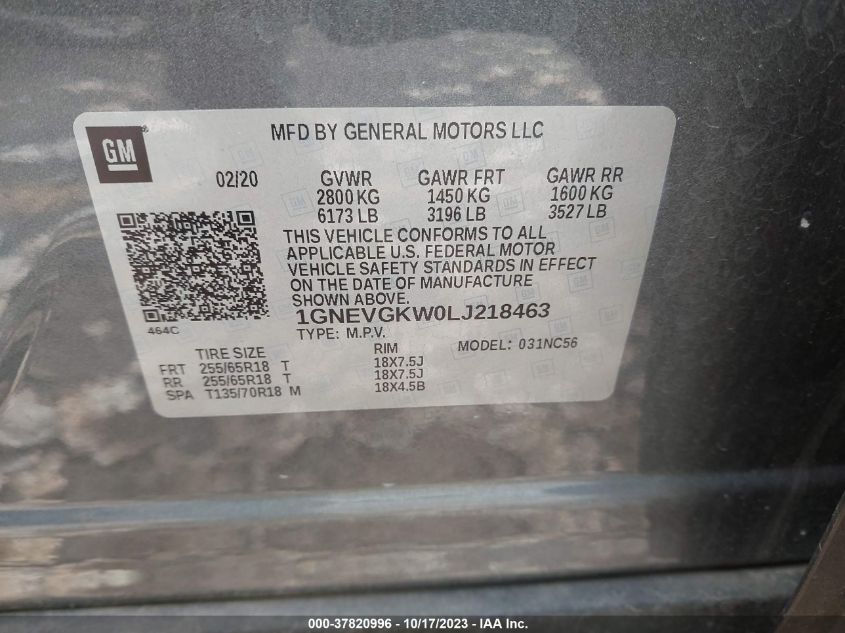 GM
MFD BY GENERAL MOTORS LLC
02/20 GVWR GAWR FRT GAWR RR
2800 KG 1450 KG 1600 KG
6173 LB 3196 LB 3527 LB
THIS VEHICLE CONFORMS TO ALL
APPLICABLE U.S. FEDERAL MOTOR
VEHICLE SAFETY STANDARDS IN EFFECT
ON THE DATE OF MANUFACTURE
SHOWN ABOVE.
464C
1GNEVGKW0LJ218463
TYPE: M.P.V. MODEL: 031NC56
TIRE SIZE RIM
FRT 255/65R18 T 18X7.5J
RR 255/65R18 T 18X7.5J
SPA T135/70R18 M 18X4.5B
000-37820996 - 10/17/2023 - IAA Inc.